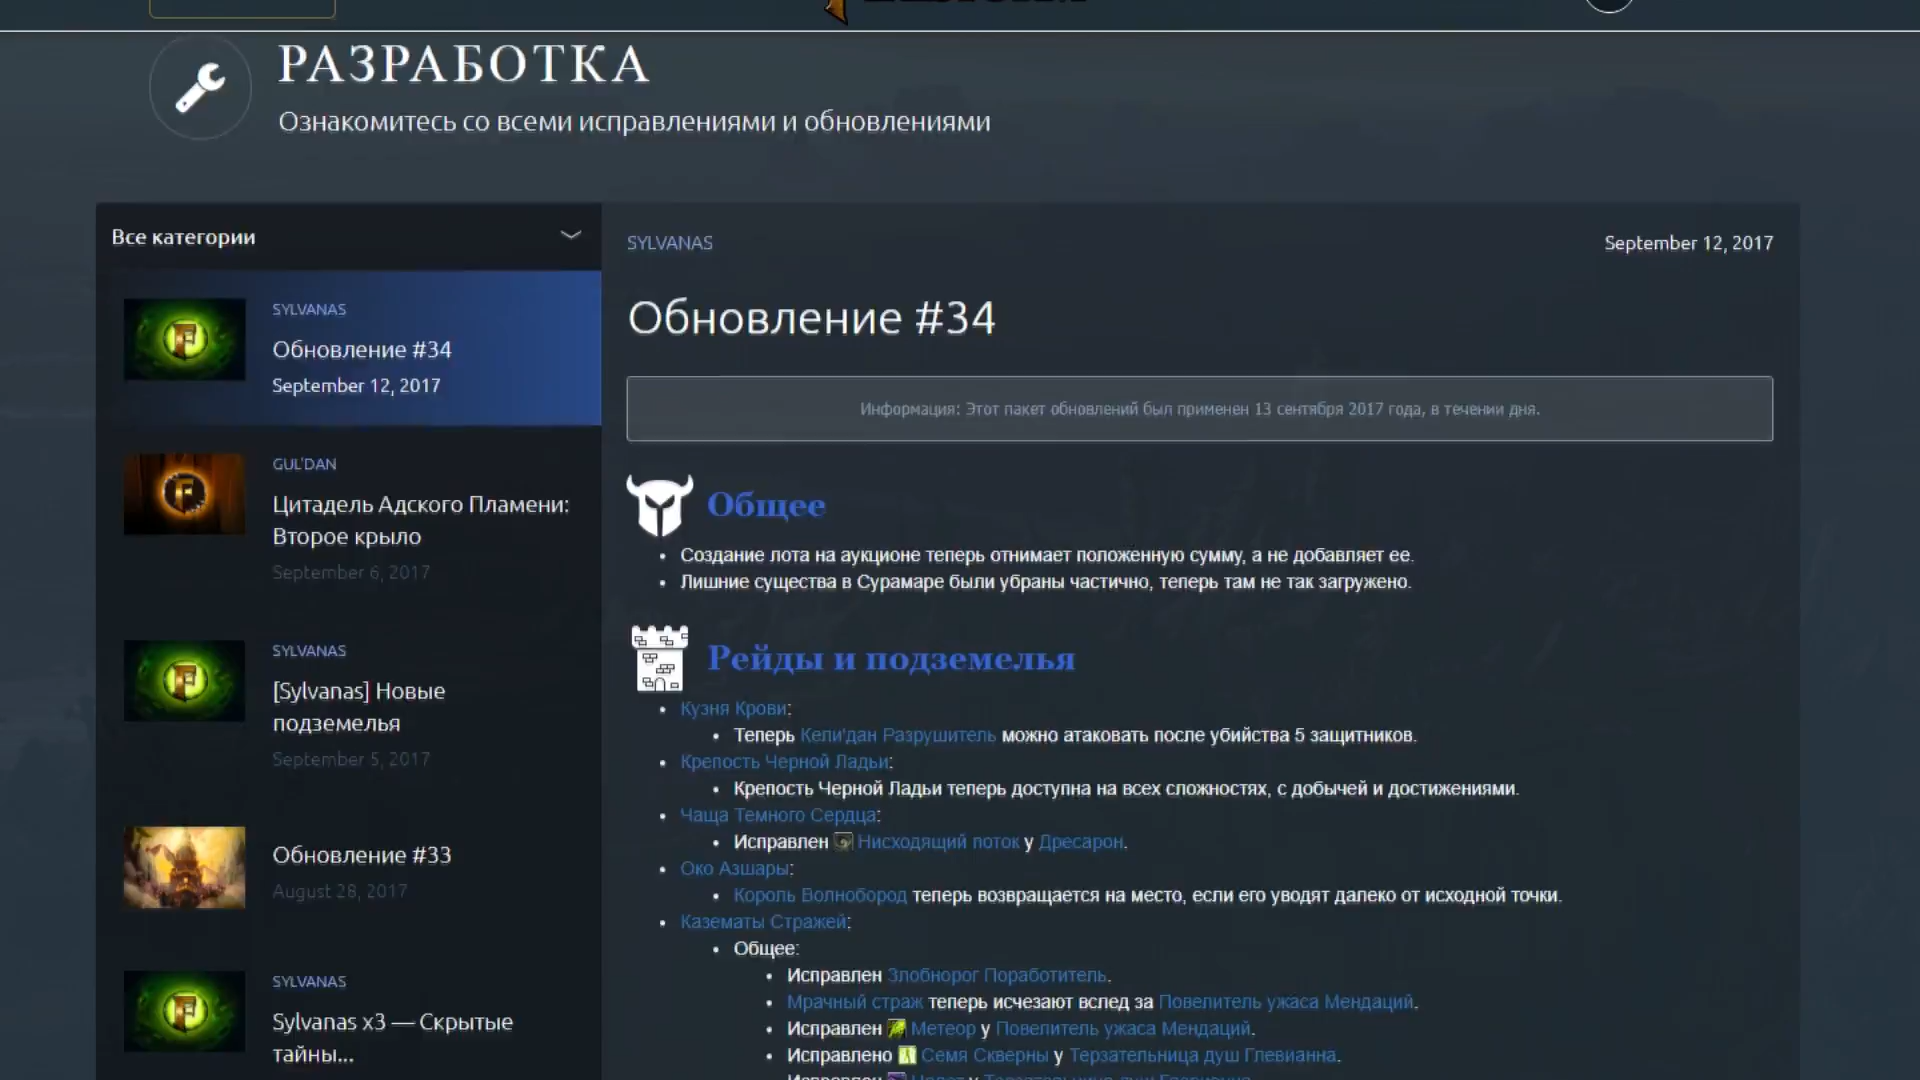 РАЗРАБОТКА
Ознакомитесь со всеми исправлениями и обновлениями
Все категории
SYLVANAS
Обновление #34
September 12, 2017
GUL'DAN
Цитадель Адского Пламени:
Второе крыло
September 6, 2017
SYLVANAS
[Sylvanas] Новые
подземелья
September 5, 2017
Обновление #33
August 28, 2017
SYLVANAS
Sylvanas x3 — Скрытые
тайны...
SYLVANAS
September 12, 2017
Обновление #34
Информация: Этот пакет обновлений был применен 13 сентября 2017 года, в течении дня.
Общее
Создание лота на аукционе теперь отнимает положенную сумму, а не добавляет ее.
Лишние существа в Сурамаре были убраны частично, теперь там не так загружено.
Рейды и подземелья
Кузня Крови:
Теперь Кели'дан Разрушитель можно атаковать после убийства 5 защитников.
Крепость Черной Ладьи:
Крепость Черной Ладьи теперь доступна на всех сложностях, с добычей и достижениями.
Чаща Темного Сердца:
Исправлен Нисходящий поток у Дресарон.
Око Азшары:
Король Волнобород теперь возвращается на место, если его уводят далеко от исходной точки.
Казематы Стражей:
Общее:
Исправлен Злобнорог Поработитель.
Мрачный страж теперь исчезают вслед за Повелитель ужаса Мендаций.
Исправлен Метеор у Повелитель ужаса Мендаций.
Исправлено Семя Скверны у Терзательница душ Глевианна.